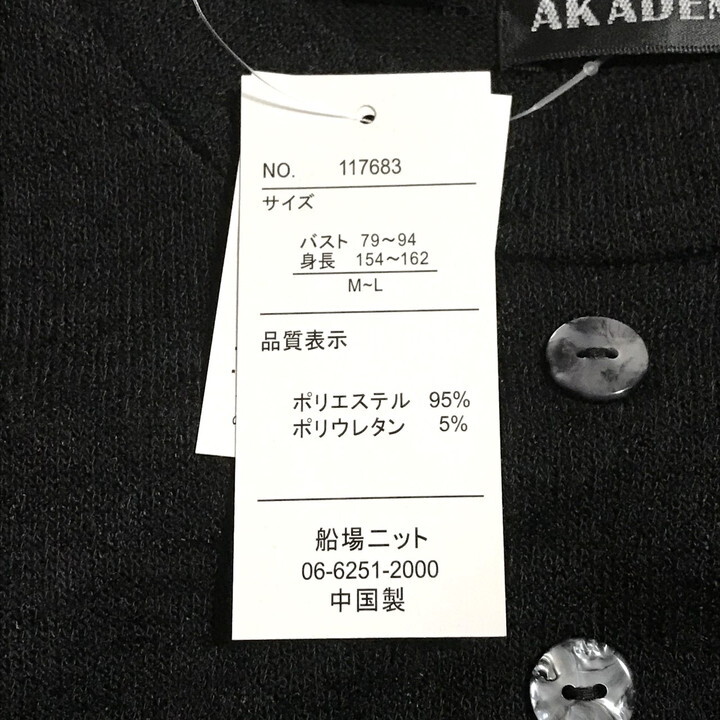 AKADEM
NO. 117683
サイズ
バスト 79〜94
身長 154〜162
M~L
品質表示
ポリエステル 95%
ポリウレタン 5%
船場ニット
06-6251-2000
中国製